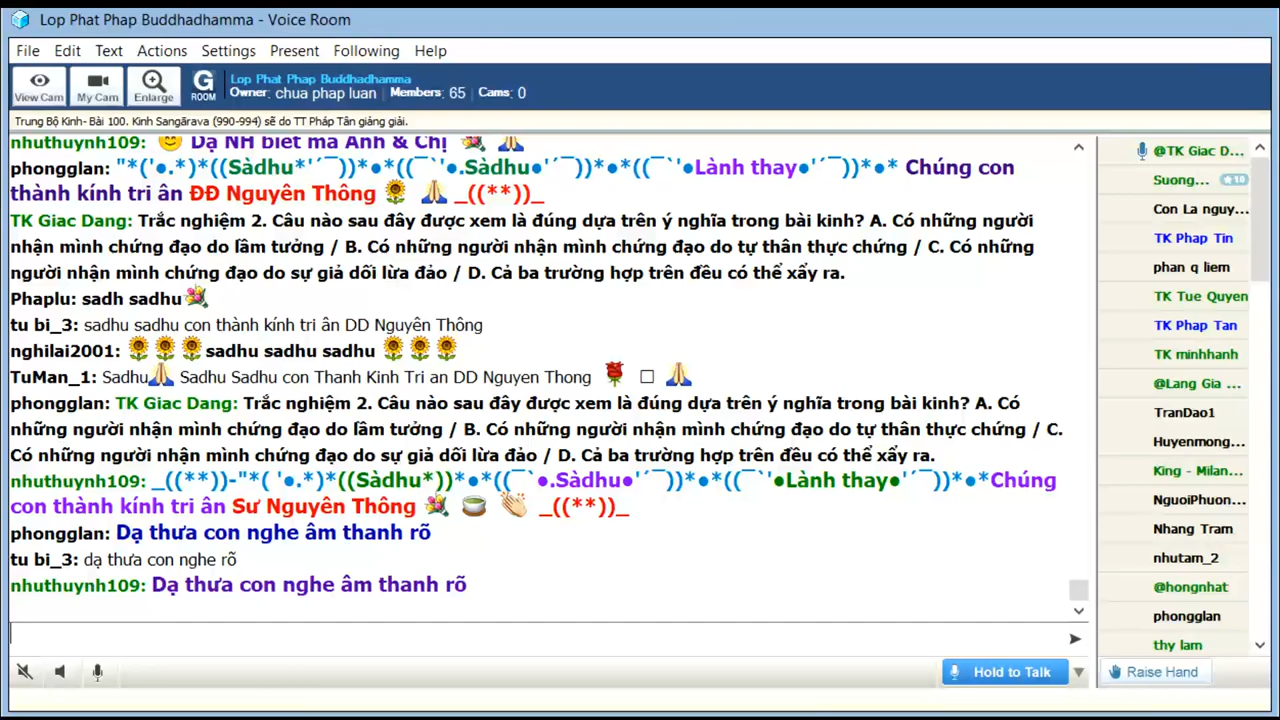 Lop Phat Phap Buddhadhamma - Voice Room
File Edit Text Actions Settings Present Following Help
View Cam My Cam Enlarge G ROOM
Lop Phat Phap Buddhadhamma
Owner: chua phap luan Members: 65 Cams: 0
Trung Bộ Kinh- Bài 100. Kinh Sangārava (990-994) sẽ do TT Pháp Tân giảng giải.
nhuthuynh109: 😊 Dạ NH biết mà Anh & Chị 💐 🙏
phongglan: "*('●.*)*((Sàdhu*'´¯))*●*((¯`'●.Sàdhu●'´¯))*●*((¯`'●Lành thay●'´¯))*●* Chúng con
thành kính tri ân ĐĐ Nguyên Thông 🌻 🙏 _((**))_
TK Giac Dang: Trắc nghiệm 2. Câu nào sau đây được xem là đúng dựa trên ý nghĩa trong bài kinh? A. Có những người
nhận mình chứng đạo do lầm tưởng / B. Có những người nhận mình chứng đạo do tự thân thực chứng / C. Có những
người nhận mình chứng đạo do sự giả dối lừa đảo / D. Cả ba trường hợp trên đều có thể xẩy ra.
Phaplu: sadh sadhu💐
tu bi_3: sadhu sadhu con thành kính tri ân DD Nguyên Thông
nghilai2001: 🌻🌻🌻sadhu sadhu sadhu 🌻🌻🌻
TuMan_1: Sadhu🙏 Sadhu Sadhu con Thanh Kinh Tri an DD Nguyen Thong 🌹 □ 🙏
phongglan: TK Giac Dang: Trắc nghiệm 2. Câu nào sau đây được xem là đúng dựa trên ý nghĩa trong bài kinh? A. Có
những người nhận mình chứng đạo do lầm tưởng / B. Có những người nhận mình chứng đạo do tự thân thực chứng / C.
Có những người nhận mình chứng đạo do sự giả dối lừa đảo / D. Cả ba trường hợp trên đều có thể xẩy ra.
nhuthuynh109: _((**))-"*( '●.*)*((Sàdhu*))*●*((¯`●.Sàdhu●'´¯))*●*((¯`'●Lành thay●'´¯))*●*Chúng
con thành kính tri ân Sư Nguyên Thông 💐 🍵 👏 _((**))_
phongglan: Dạ thưa con nghe âm thanh rõ
tu bi_3: dạ thưa con nghe rõ
nhuthuynh109: Dạ thưa con nghe âm thanh rõ
Hold to Talk
@TK Giac D...
Suong... ★10
Con La nguy...
TK Phap Tin
phan q liem
TK Tue Quyen
TK Phap Tan
TK minhhanh
@Lang Gia ...
TranDao1
Huyenmong...
King - Milan...
NguoiPhuon...
Nhang Tram
nhutam_2
@hongnhat
phongglan
thy lam
Raise Hand